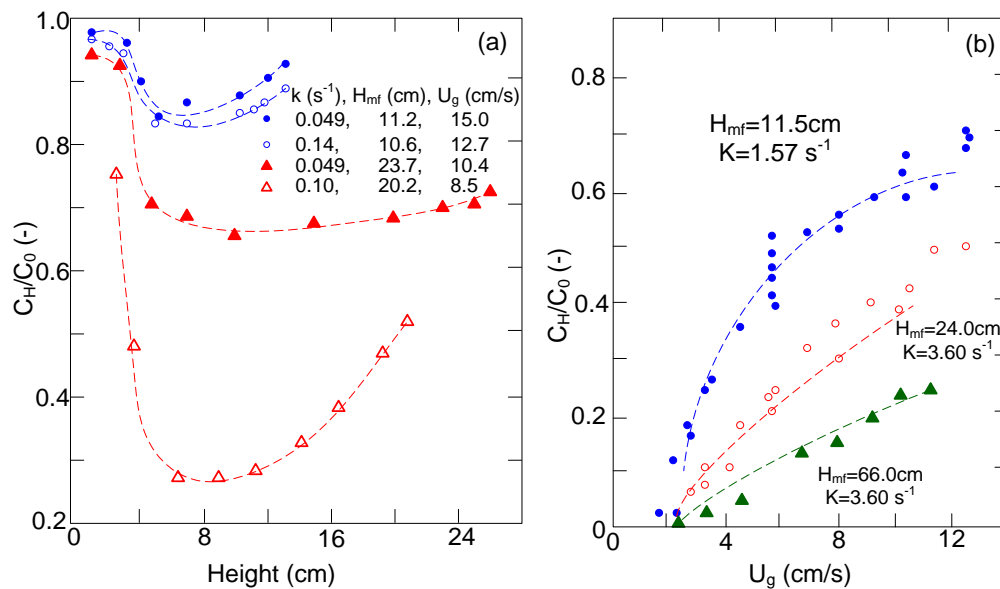 (a)
k (s⁻¹), H_mf (cm), U_g (cm/s)
0.049, 11.2, 15.0
0.14, 10.6, 12.7
0.049, 23.7, 10.4
0.10, 20.2, 8.5
1.0
0.8
0.6
0.4
0.2
C_H/C_0 (-)
0 8 16 24
Height (cm)
(b)
H_mf=11.5cm
K=1.57 s⁻¹
H_mf=24.0cm
K=3.60 s⁻¹
H_mf=66.0cm
K=3.60 s⁻¹
0.8
0.6
0.4
0.2
0
C_H/C_0 (-)
0 4 8 12
U_g (cm/s)